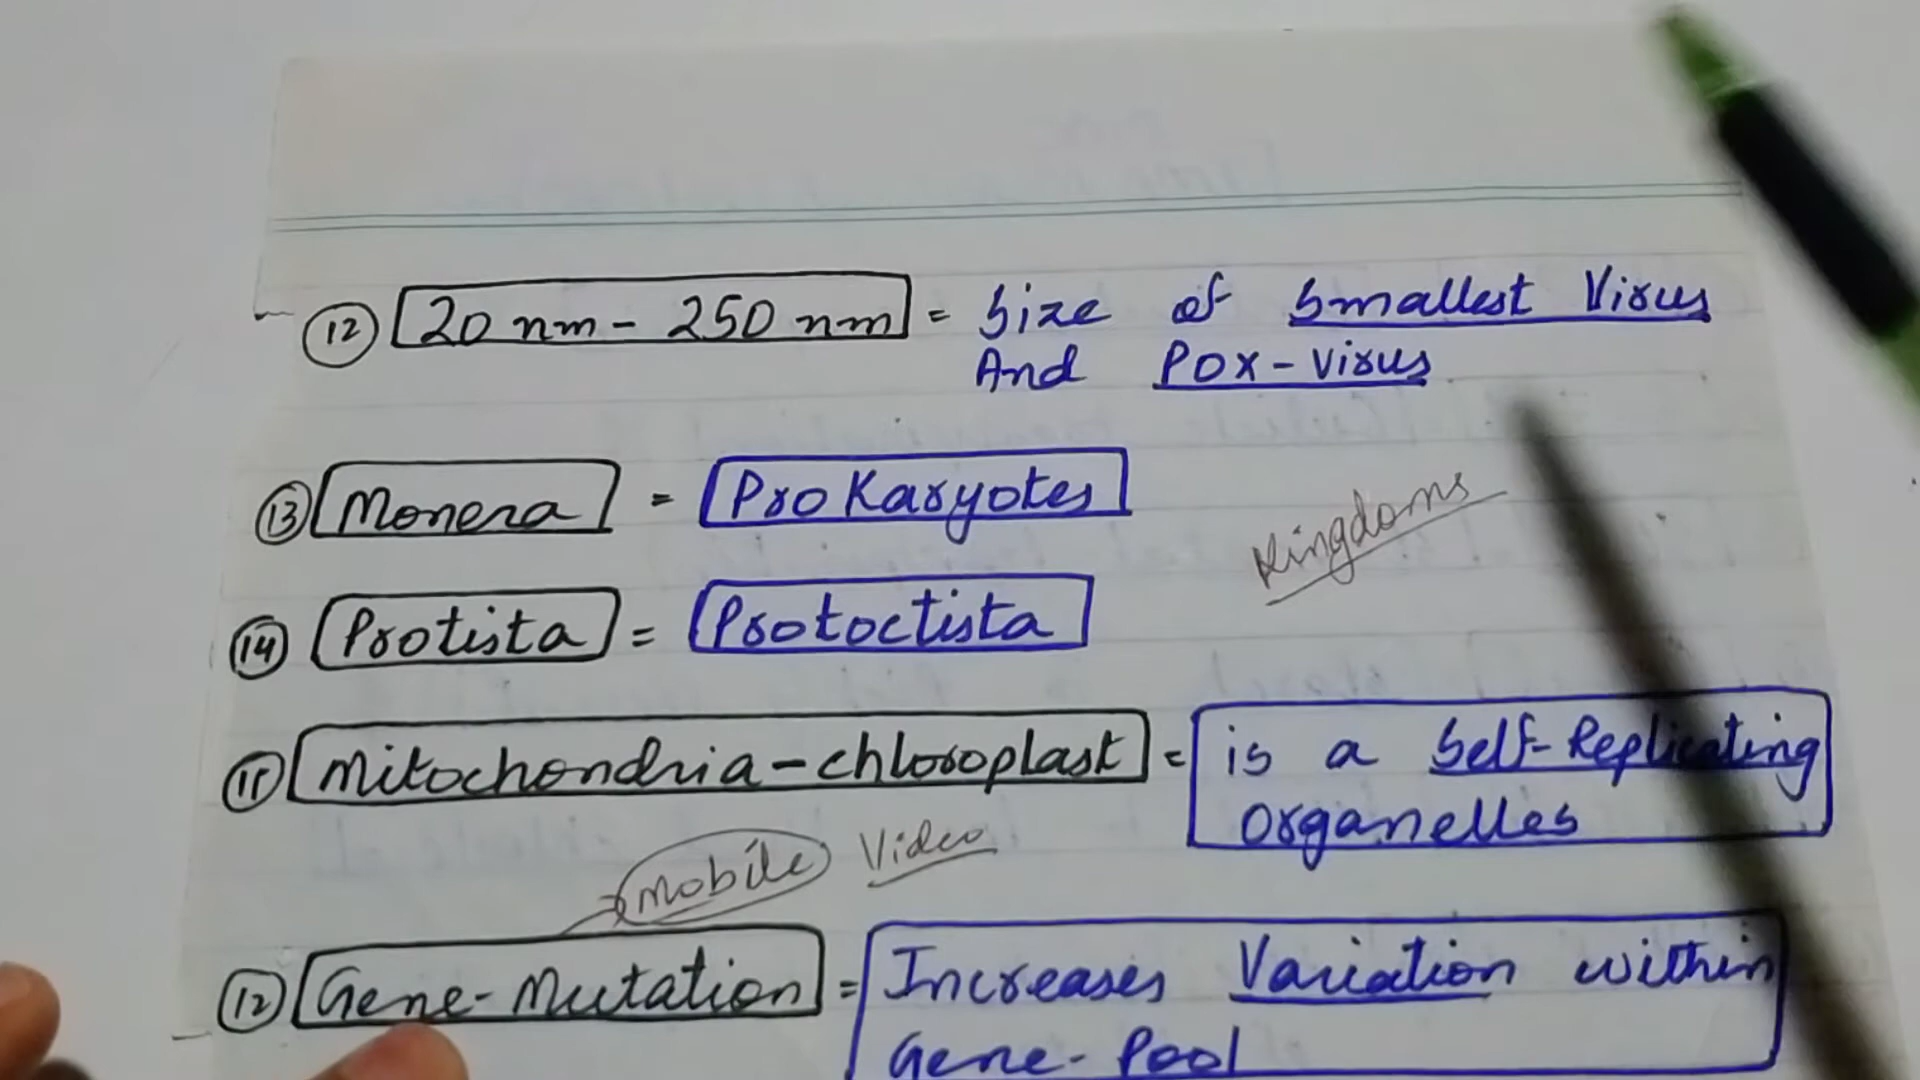 12 20 nm - 250 nm = Size of Smallest Virus
And Pox-Virus
13 Monera = ProKaryotes
Kingdoms
14 Protista = Protoctista
11 Mitochondria-chloroplast = is a Self-Replicating
organelles
Mobile Video
12 Gene-Mutation = Increases Variation within
Gene-Pool